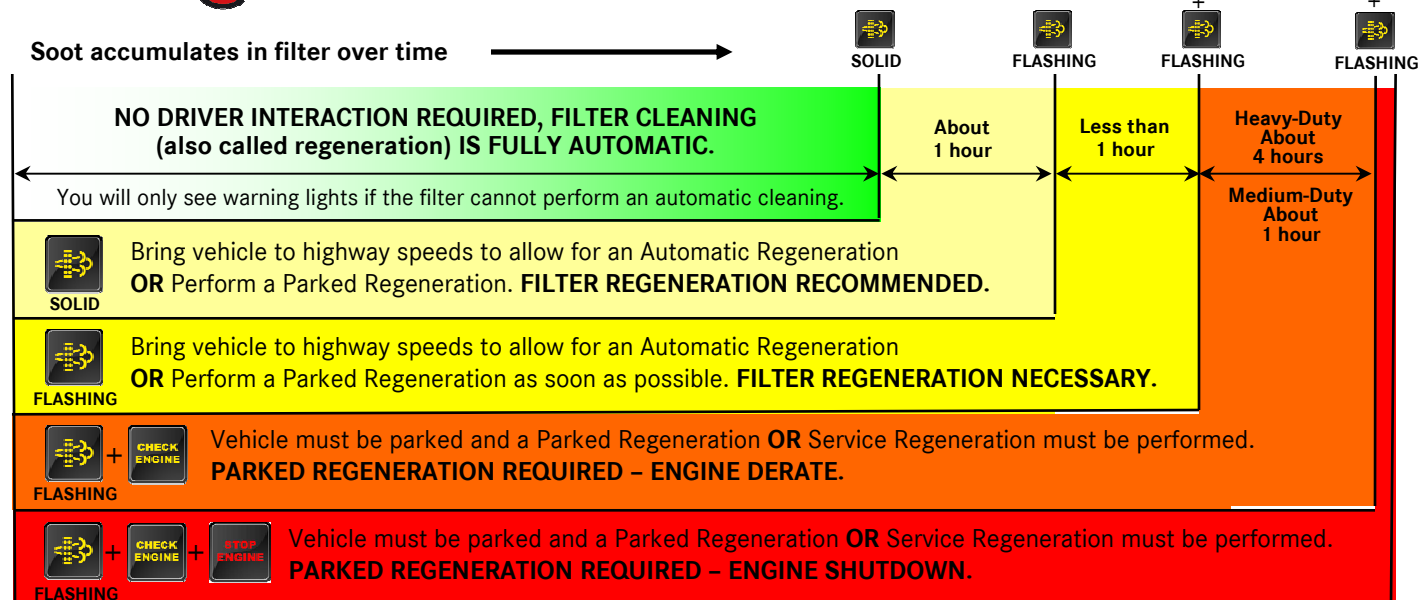 + +
Soot accumulates in filter over time
SOLID FLASHING FLASHING FLASHING
NO DRIVER INTERACTION REQUIRED, FILTER CLEANING
(also called regeneration) IS FULLY AUTOMATIC.
You will only see warning lights if the filter cannot perform an automatic cleaning.
About
1 hour
Less than
1 hour
Heavy-Duty
About
4 hours
Medium-Duty
About
1 hour
SOLID
Bring vehicle to highway speeds to allow for an Automatic Regeneration
OR Perform a Parked Regeneration. FILTER REGENERATION RECOMMENDED.
FLASHING
Bring vehicle to highway speeds to allow for an Automatic Regeneration
OR Perform a Parked Regeneration as soon as possible. FILTER REGENERATION NECESSARY.
+ CHECK
ENGINE
FLASHING
Vehicle must be parked and a Parked Regeneration OR Service Regeneration must be performed.
PARKED REGENERATION REQUIRED – ENGINE DERATE.
+ CHECK
ENGINE
+ STOP
ENGINE
FLASHING
Vehicle must be parked and a Parked Regeneration OR Service Regeneration must be performed.
PARKED REGENERATION REQUIRED – ENGINE SHUTDOWN.